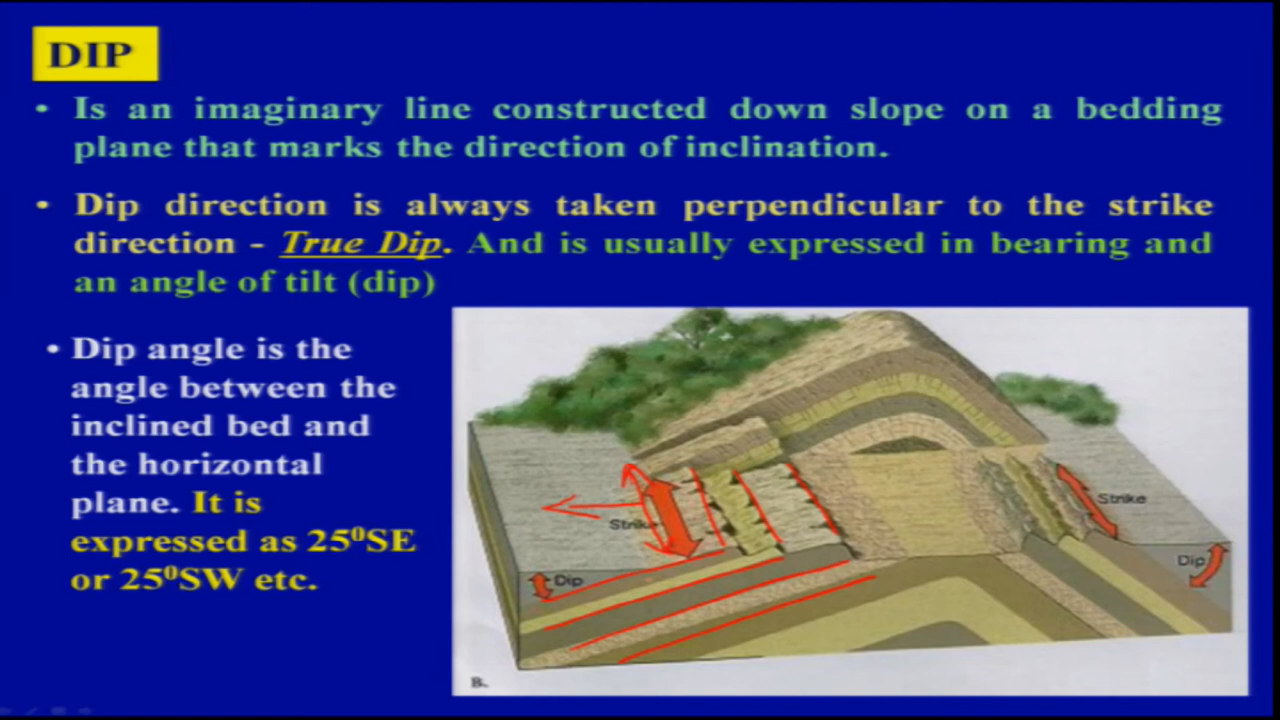 DIP
• Is an imaginary line constructed down slope on a bedding
plane that marks the direction of inclination.
• Dip direction is always taken perpendicular to the strike
direction - True Dip. And is usually expressed in bearing and
an angle of tilt (dip)
• Dip angle is the
angle between the
inclined bed and
the horizontal
plane. It is
expressed as 25⁰SE
or 25⁰SW etc.
Strike
Strike
Dip
Dip
B.